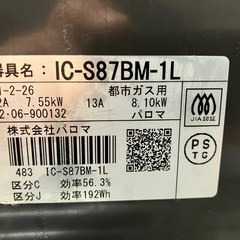 器具名：IC-S87BM-1L
-2-26 都市ガス用
2A 7.55kW 13A 8.10kW
2・06-900132 パロマ
JIA認証
株式会社パロマ
PS
TC
483 IC-S87BM-1L
区分C 効率56.3%
区分J 効率192Wh